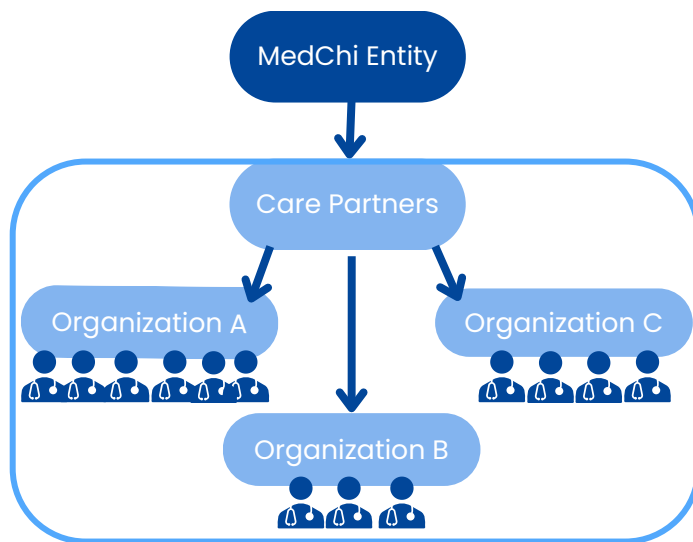 MedChi Entity
Care Partners
Organization A
Organization C
Organization B